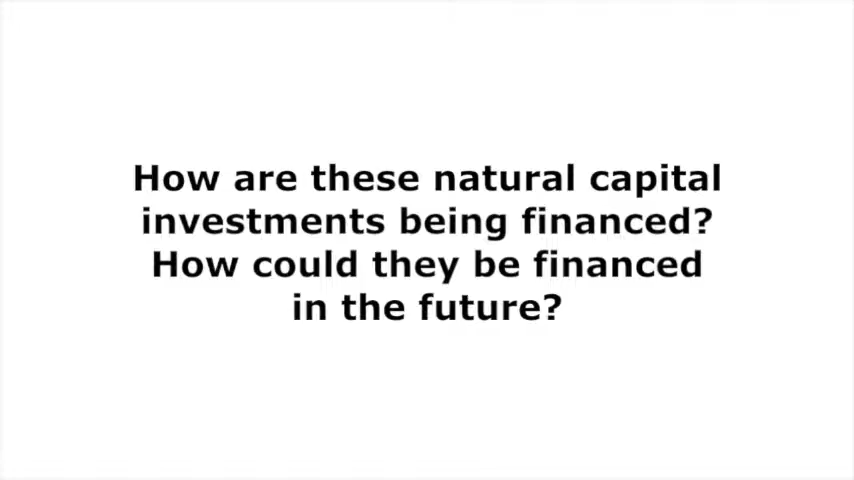 How are these natural capital
investments being financed?
How could they be financed
in the future?